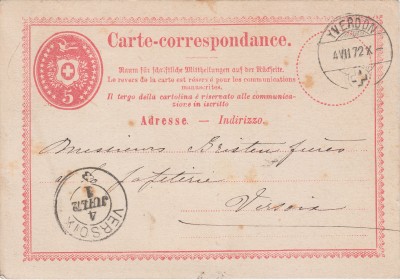 Carte-correspondance.
YVERDON
4 VII 72 X
5
Raum für schriftliche Mittheilungen auf der Rückseite.
Le revers de la carte est réservé pour les communications
manuscrites.
Il tergo della cartolina è riservato alle communica-
zione in iscritto
Adresse. — Indirizzo.
Messieurs Christen frères
Versoix
VERSOIX
4
JUIL 72